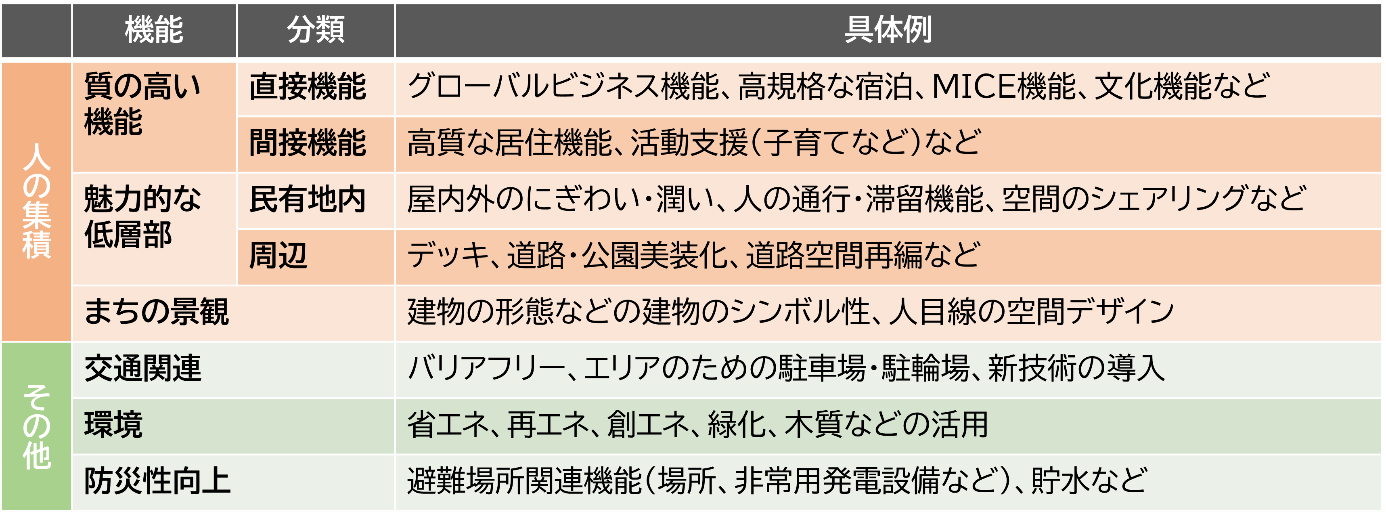 機能 分類 具体例
人の集積
質の高い
機能
直接機能 グローバルビジネス機能、高規格な宿泊、MICE機能、文化機能など
間接機能 高質な居住機能、活動支援(子育てなど)など
魅力的な
低層部
民有地内 屋内外のにぎわい・潤い、人の通行・滞留機能、空間のシェアリングなど
周辺 デッキ、道路・公園美装化、道路空間再編など
まちの景観 建物の形態などの建物のシンボル性、人目線の空間デザイン
その他
交通関連 バリアフリー、エリアのための駐車場・駐輪場、新技術の導入
環境 省エネ、再エネ、創エネ、緑化、木質などの活用
防災性向上 避難場所関連機能(場所、非常用発電設備など)、貯水など